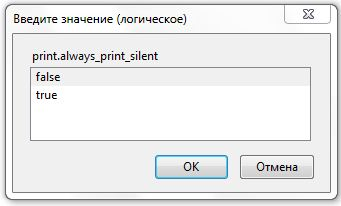 Введите значение (логическое)
print.always_print_silent
false
true
OK
Отмена